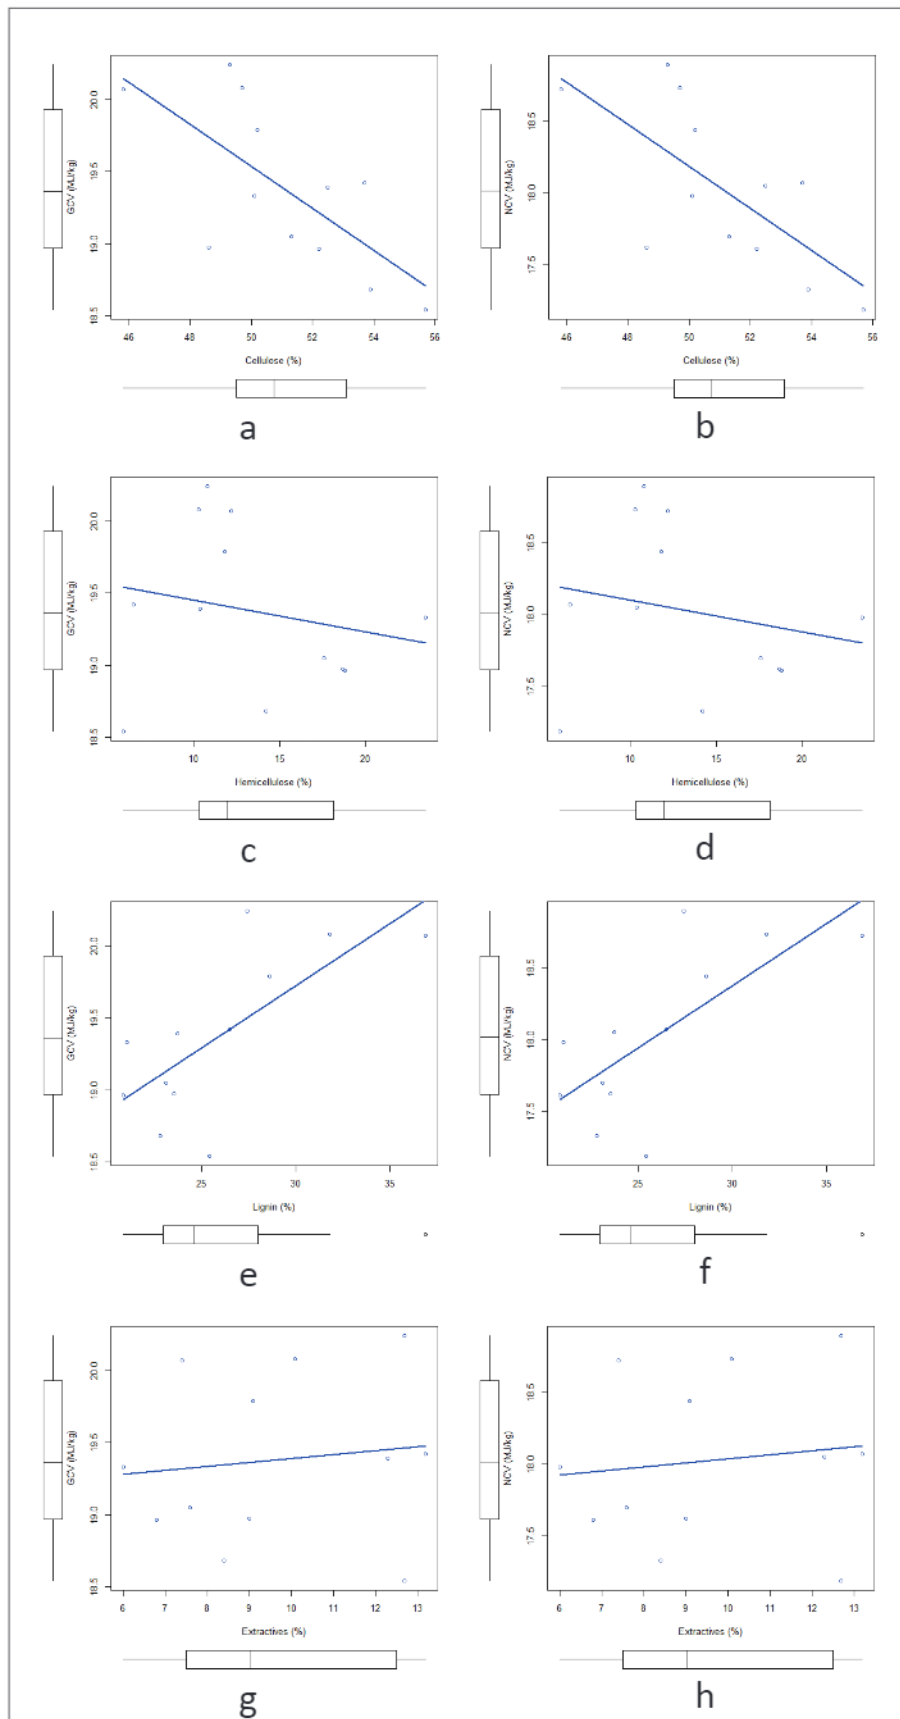 GCV (MJ/kg)
20.0
19.5
19.0
18.5
46 48 50 52 54 56
Cellulose (%)
a
NCV (MJ/kg)
18.5
18.0
17.5
46 48 50 52 54 56
Cellulose (%)
b
GCV (MJ/kg)
20.0
19.5
19.0
18.5
10 15 20
Hemicellulose (%)
c
NCV (MJ/kg)
18.5
18.0
17.5
10 15 20
Hemicellulose (%)
d
GCV (MJ/kg)
20.0
19.5
19.0
18.5
25 30 35
Lignin (%)
e
NCV (MJ/kg)
18.5
18.0
17.5
25 30 35
Lignin (%)
f
GCV (MJ/kg)
20.0
19.5
19.0
18.5
6 7 8 9 10 11 12 13
Extractives (%)
g
NCV (MJ/kg)
18.5
18.0
17.5
6 7 8 9 10 11 12 13
Extractives (%)
h